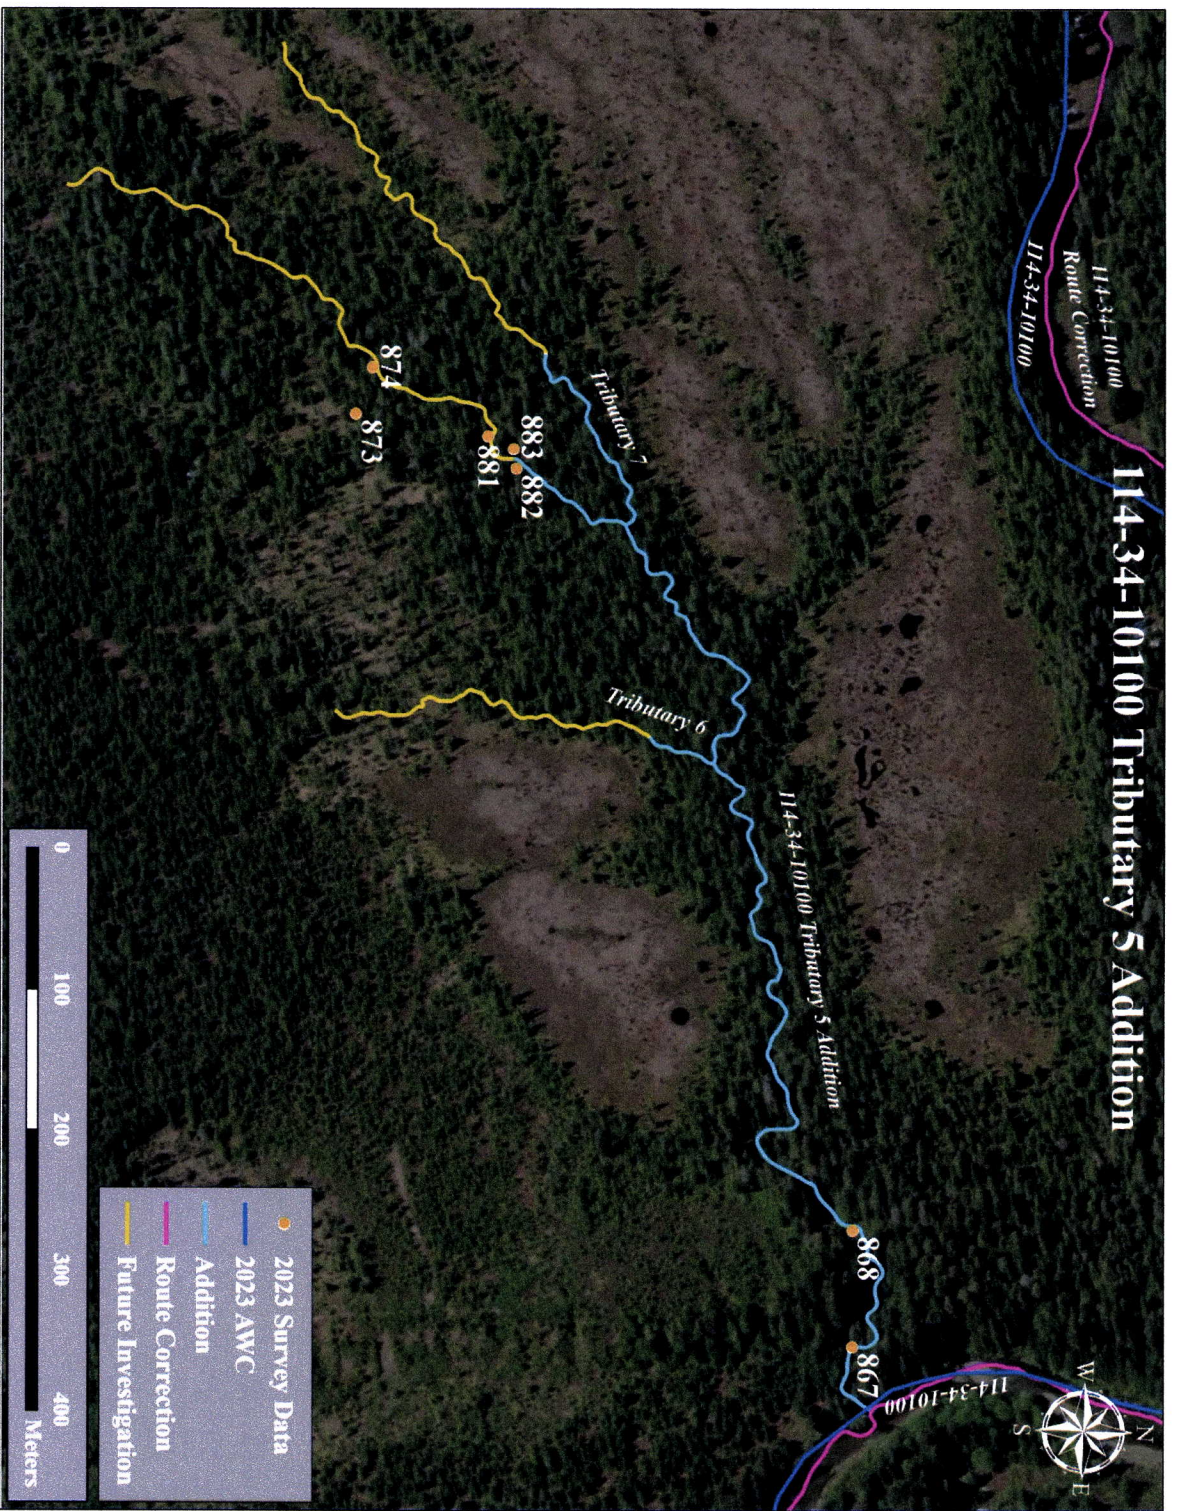 114-34-10100 Tributary 5 Addition
114-34-10100
Route Correction
114-34-10100
W
N
S
E
114-34-10100
Tributary 7
Tributary 6
114-34-10100 Tributary 5 Addition
868
867
883
882
881
874
873
2023 Survey Data
2023 AWC
Addition
Route Correction
Future Investigation
0
100
200
300
400
Meters